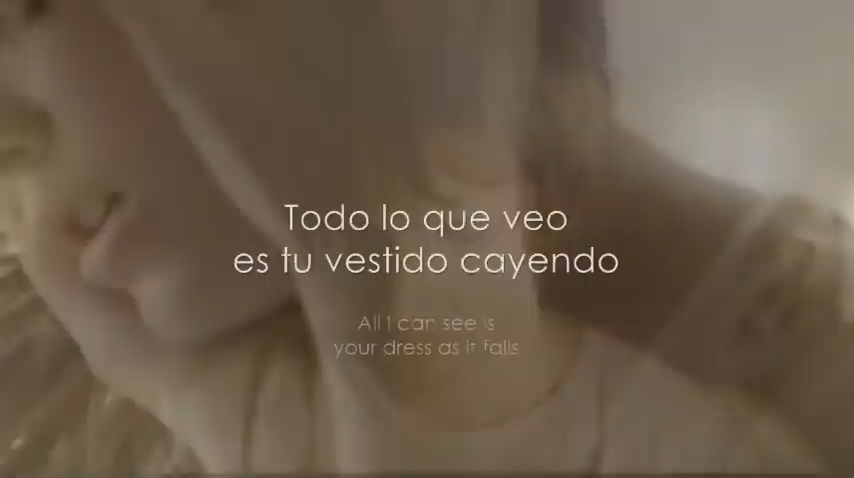 Todo lo que veo
es tu vestido cayendo
All I can see is
your dress as it falls